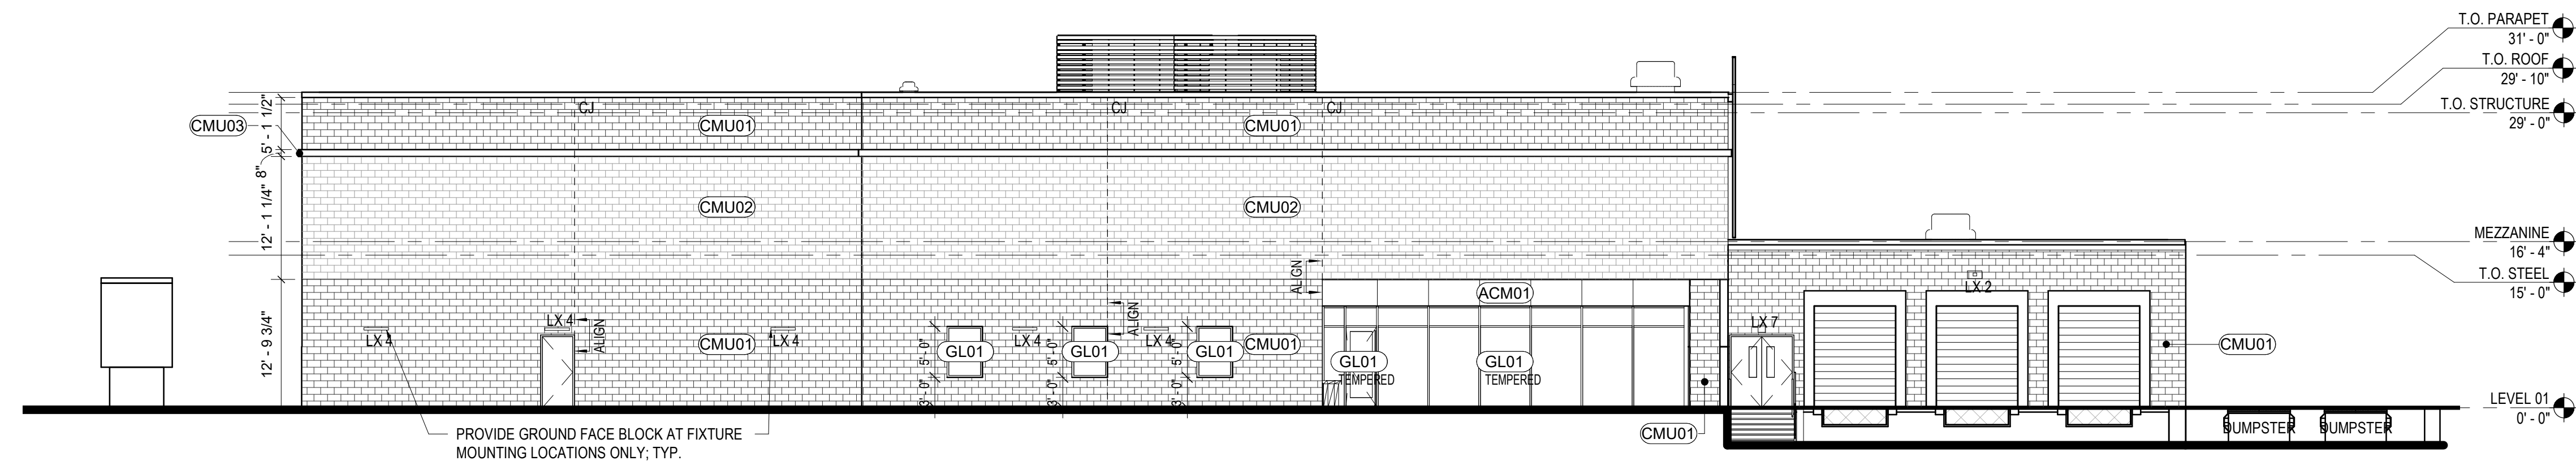 T.O. PARAPET
31' - 0"
T.O. ROOF
29' - 10"
T.O. STRUCTURE
29' - 0"
MEZZANINE
16' - 4"
T.O. STEEL
15' - 0"
LEVEL 01
0' - 0"
CMU03
5' - 1 1/2"
8"
12' - 1 1/4"
12' - 9 3/4"
CJ
CJ
CJ
CMU01
CMU01
CMU02
CMU02
ALIGN
ACM01
LX 2
LX 4
LX 4
ALIGN
LX 4
CMU01
5' - 0"
3' - 0"
GL01
LX 4
5' - 0"
3' - 0"
GL01
ALIGN
LX 4
5' - 0"
3' - 0"
GL01
CMU01
GL01
TEMPERED
GL01
TEMPERED
LX 7
CMU01
CMU01
DUMPSTER
DUMPSTER
PROVIDE GROUND FACE BLOCK AT FIXTURE
MOUNTING LOCATIONS ONLY; TYP.